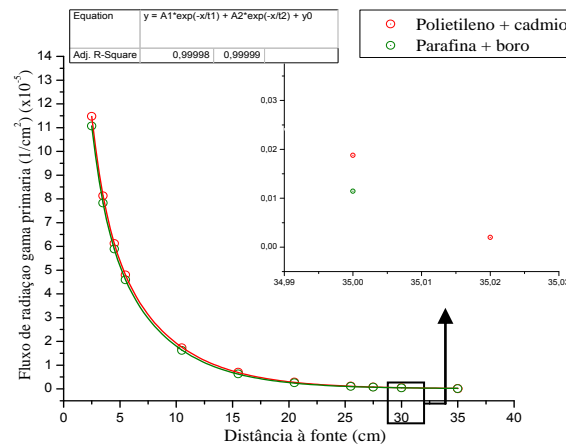 Equation y = A1*exp(-x/t1) + A2*exp(-x/t2) + y0
Adj. R-Square 0,99998 0,99999
Polietileno + cadmio
Parafina + boro
Fluxo de radiaçao gama primaria (1/cm²) (x10⁻⁵)
14
13
12
11
10
9
8
7
6
5
4
3
2
1
0
0 5 10 15 20 25 30 35 40
Distância à fonte (cm)
0,03
0,02
0,01
0,00
34,99 35,00 35,01 35,02 35,03